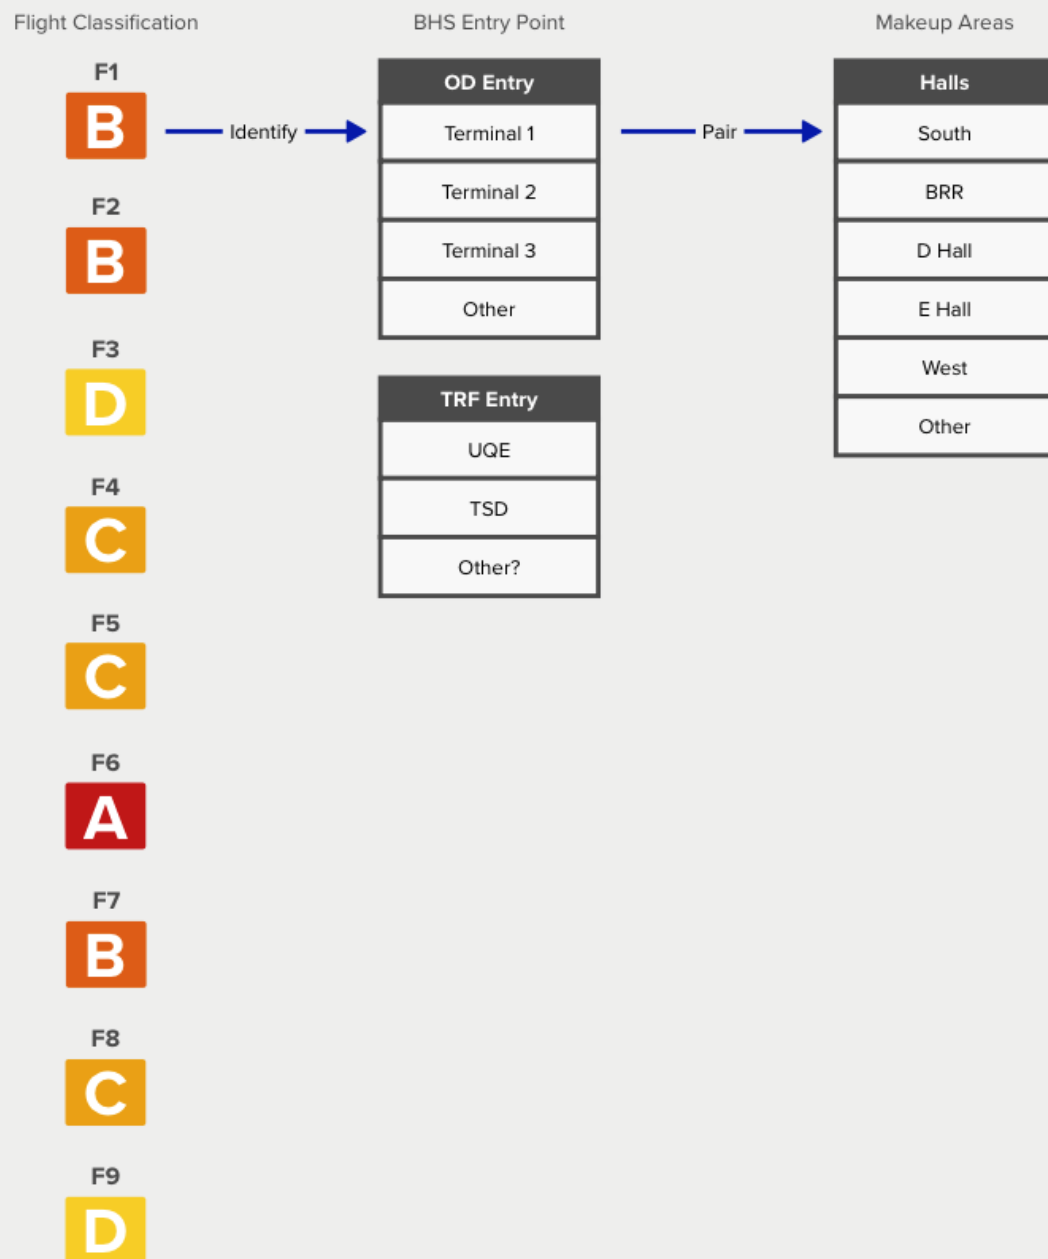 Flight Classification
BHS Entry Point
Makeup Areas
F1
B
Identify
OD Entry
Terminal 1
Terminal 2
Terminal 3
Other
Pair
Halls
South
BRR
D Hall
E Hall
West
Other
TRF Entry
UQE
TSD
Other?
F2
B
F3
D
F4
C
F5
C
F6
A
F7
B
F8
C
F9
D